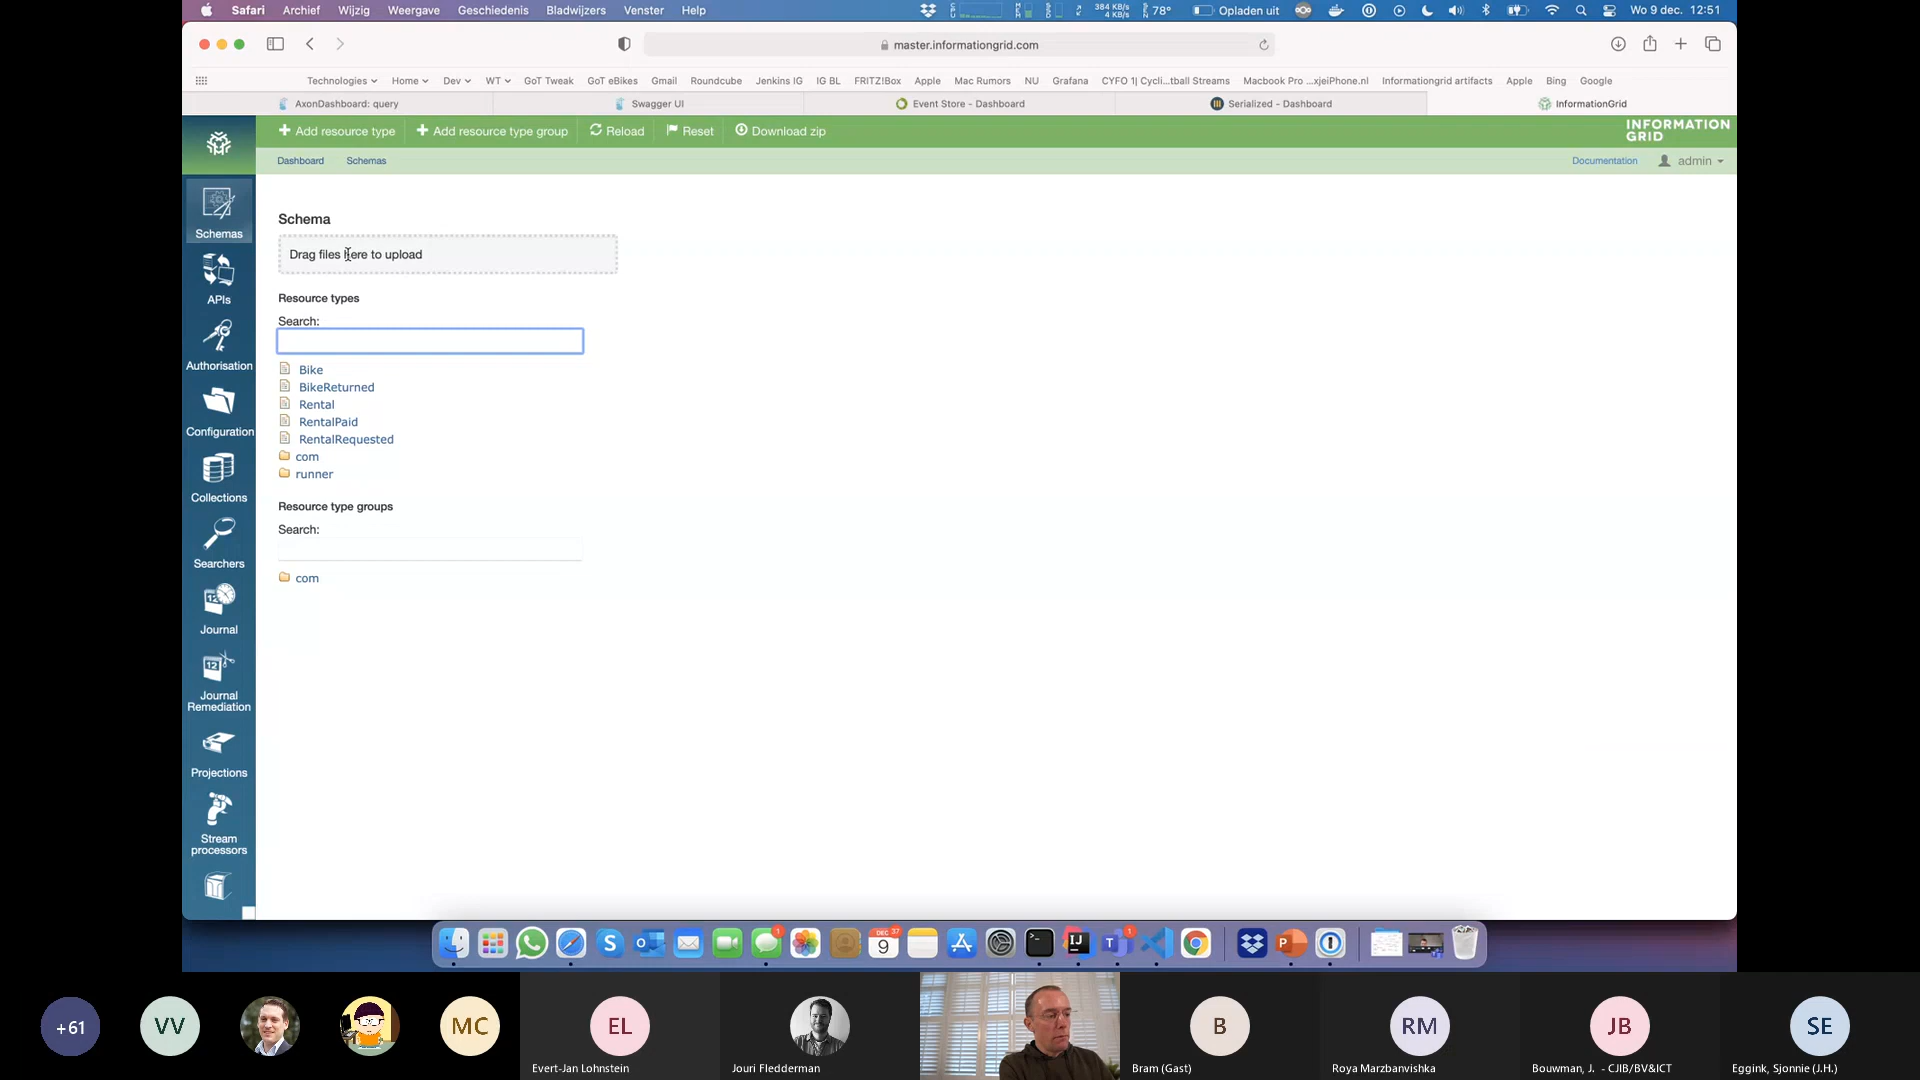 Safari Archief Wijzig Weergave Geschiedenis Bladwijzers Venster Help
384 KB/s
4 KB/s
78° Opladen uit Wo 9 dec. 12:51
master.informationgrid.com
Technologies Home Dev WT GoT Tweak GoT eBikes Gmail Roundcube Jenkins IG IG BL FRITZ!Box Apple Mac Rumors NU Grafana CYFO 1| Cycli...tball Streams Macbook Pro ...xjeiPhone.nl Informationgrid artifacts Apple Bing Google
AxonDashboard: query Swagger UI Event Store - Dashboard Serialized - Dashboard InformationGrid
Add resource type Add resource type group Reload Reset Download zip
INFORMATION
GRID
Dashboard Schemas Documentation admin
Schemas
APIs
Authorisation
Configuration
Collections
Searchers
Journal
Journal
Remediation
Projections
Stream
processors
Schema
Drag files here to upload
Resource types
Search:
Bike
BikeReturned
Rental
RentalPaid
RentalRequested
com
runner
Resource type groups
Search:
com
+61 VV MC EL B RM JB SE
Evert-Jan Lohnstein Jouri Fledderman Bram (Gast) Roya Marzbanvishka Bouwman, J. - CJIB/BV&ICT Eggink, Sjonnie (J.H.)